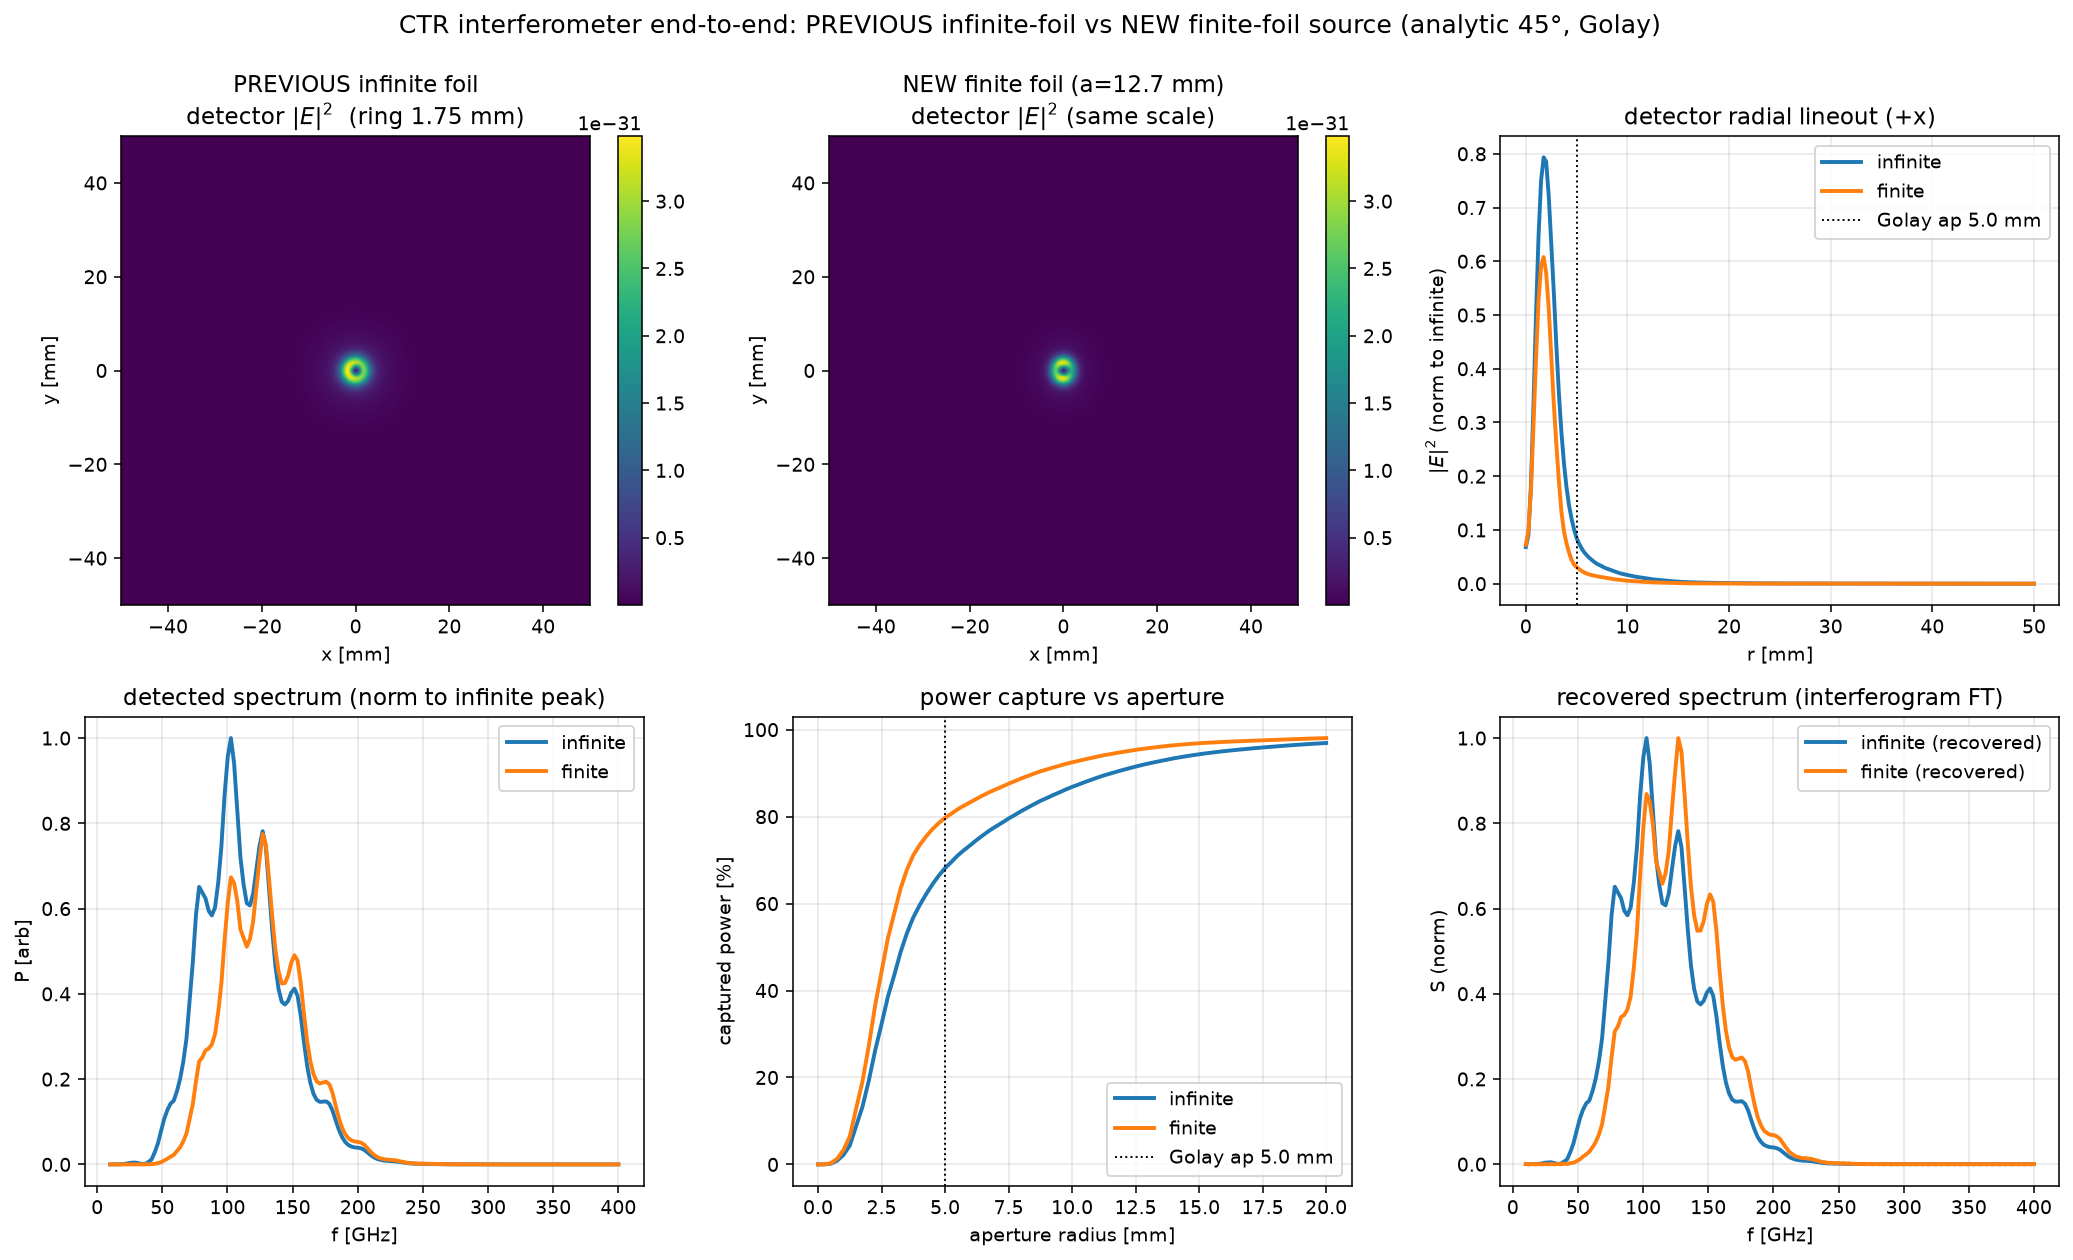 CTR interferometer end-to-end: PREVIOUS infinite-foil vs NEW finite-foil source (analytic 45°, Golay)
PREVIOUS infinite foil
detector |E|² (ring 1.75 mm)
1e−31
40
20
0
−20
−40
y [mm]
−40 −20 0 20 40
x [mm]
3.0
2.5
2.0
1.5
1.0
0.5
NEW finite foil (a=12.7 mm)
detector |E|² (same scale)
1e−31
40
20
0
−20
−40
y [mm]
−40 −20 0 20 40
x [mm]
3.0
2.5
2.0
1.5
1.0
0.5
detector radial lineout (+x)
infinite
finite
Golay ap 5.0 mm
0.8
0.7
0.6
0.5
0.4
0.3
0.2
0.1
0.0
|E|² (norm to infinite)
0 10 20 30 40 50
r [mm]
detected spectrum (norm to infinite peak)
infinite
finite
1.0
0.8
0.6
0.4
0.2
0.0
P [arb]
0 50 100 150 200 250 300 350 400
f [GHz]
power capture vs aperture
100
80
60
40
20
0
captured power [%]
infinite
finite
Golay ap 5.0 mm
0.0 2.5 5.0 7.5 10.0 12.5 15.0 17.5 20.0
aperture radius [mm]
recovered spectrum (interferogram FT)
infinite (recovered)
finite (recovered)
1.0
0.8
0.6
0.4
0.2
0.0
S (norm)
0 50 100 150 200 250 300 350 400
f [GHz]